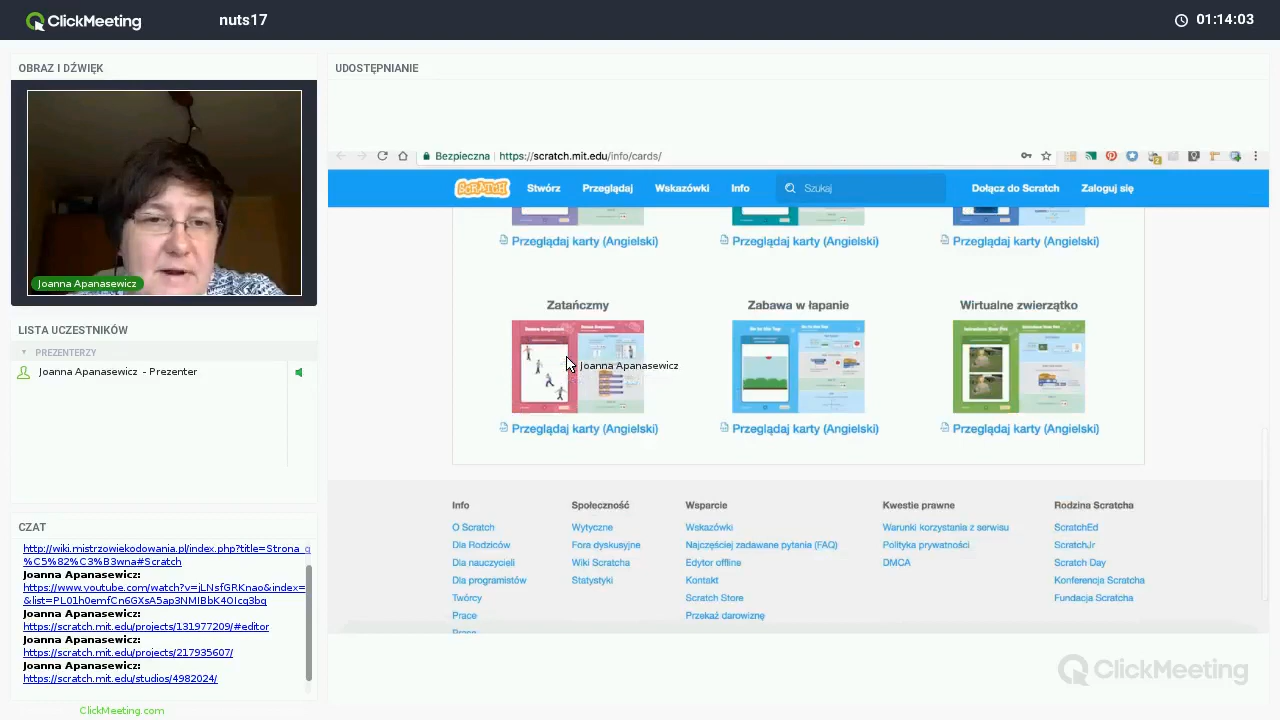 ClickMeeting
nuts17
01:14:03
OBRAZ I DŹWIĘK
UDOSTĘPNIANIE
Joanna Apanasewicz
LISTA UCZESTNIKÓW
PREZENTERZY
Joanna Apanasewicz - Prezenter
CZAT
http://wiki.mistrzowiekodowania.pl/index.php?title=Strona_g
%C5%82%C3%B3wna#Scratch
Joanna Apanasewicz:
https://www.youtube.com/watch?v=jLNsfGRKnao&index=
&list=PL01h0emfCn6GXsA5ap3NMIBbK4OIcq3bq
Joanna Apanasewicz:
https://scratch.mit.edu/projects/131977209/#editor
Joanna Apanasewicz:
https://scratch.mit.edu/projects/217935607/
Joanna Apanasewicz:
https://scratch.mit.edu/studios/4982024/
ClickMeeting.com
Bezpieczna https://scratch.mit.edu/info/cards/
SCRATCH Stwórz Przeglądaj Wskazówki Info Szukaj Dołącz do Scratch Zaloguj się
Przeglądaj karty (Angielski) Przeglądaj karty (Angielski) Przeglądaj karty (Angielski)
Zatańczmy Zabawa w łapanie Wirtualne zwierzątko
Joanna Apanasewicz
Przeglądaj karty (Angielski) Przeglądaj karty (Angielski) Przeglądaj karty (Angielski)
Info Społeczność Wsparcie Kwestie prawne Rodzina Scratcha
O Scratch Wytyczne Wskazówki Warunki korzystania z serwisu ScratchEd
Dla Rodziców Fora dyskusyjne Najczęściej zadawane pytania (FAQ) Polityka prywatności ScratchJr
Dla nauczycieli Wiki Scratcha Edytor offline DMCA Scratch Day
Dla programistów Statystyki Kontakt Konferencja Scratcha
Twórcy Scratch Store Fundacja Scratcha
Prace Przekaż darowiznę
ClickMeeting